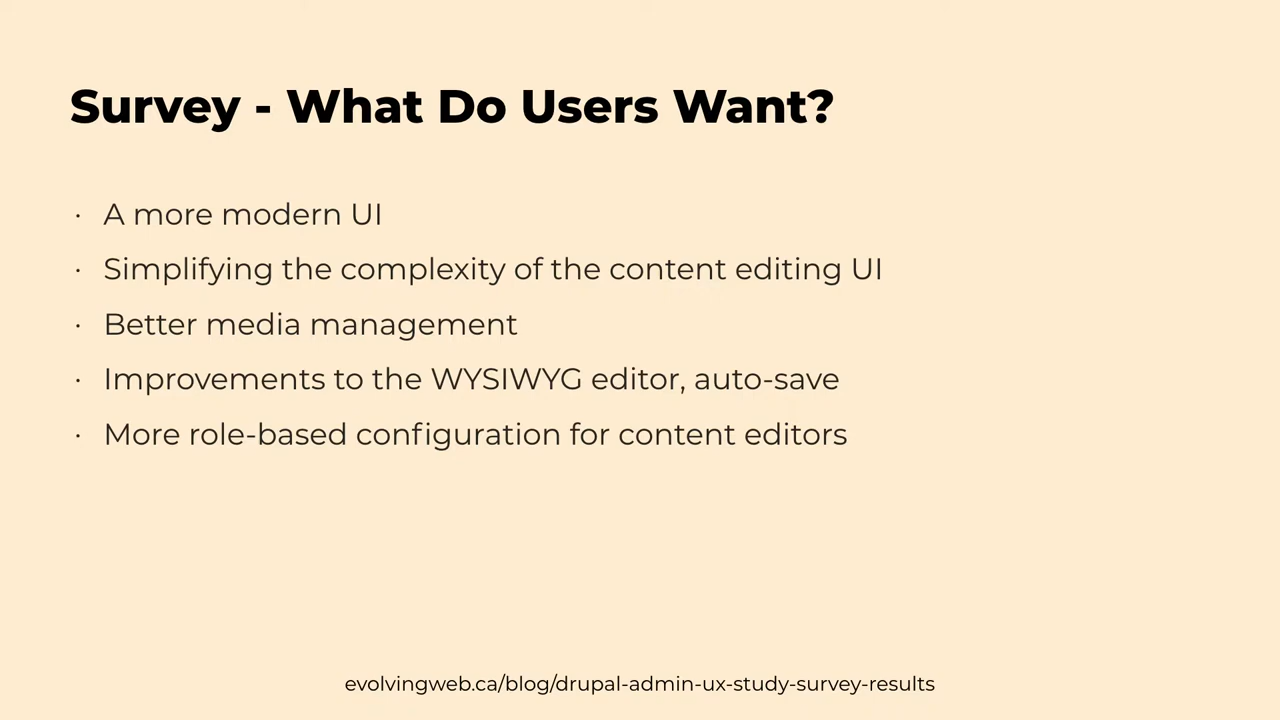 Survey - What Do Users Want?
· A more modern UI
· Simplifying the complexity of the content editing UI
· Better media management
· Improvements to the WYSIWYG editor, auto-save
· More role-based configuration for content editors
evolvingweb.ca/blog/drupal-admin-ux-study-survey-results